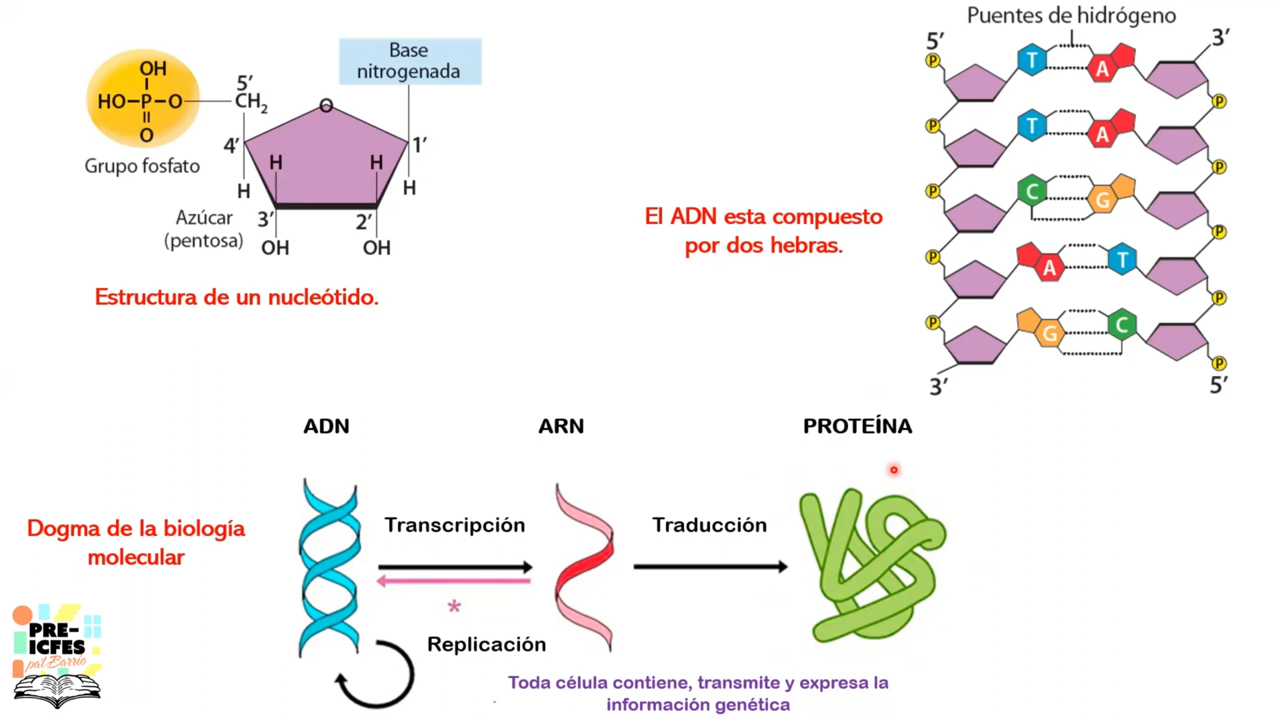 Puentes de hidrógeno
Base
nitrogenada
5’
OH
HO–P–O
O
CH₂
O
4’
1’
H
H
H
H
3’
2’
OH
OH
Grupo fosfato
Azúcar
(pentosa)
Estructura de un nucleótido.
El ADN esta compuesto
por dos hebras.
5’
3’
P
T
A
P
P
T
A
P
P
C
G
P
P
A
T
P
P
G
C
P
3’
5’
ADN
ARN
PROTEÍNA
Dogma de la biología
molecular
Transcripción
Traducción
*
Replicación
Toda célula contiene, transmite y expresa la
información genética
PRE-
ICFES
pa'l Barrio